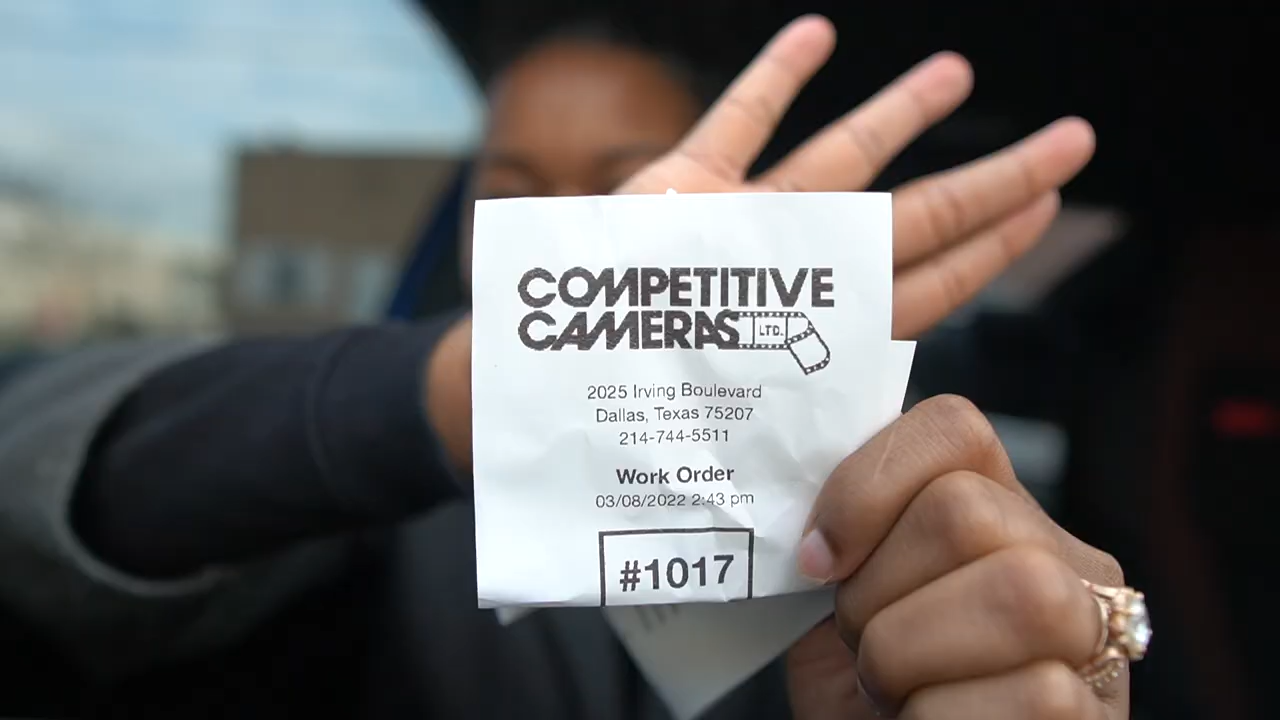 COMPETITIVE
CAMERAS LTD.
2025 Irving Boulevard
Dallas, Texas 75207
214-744-5511
Work Order
03/08/2022 2:43 pm
#1017